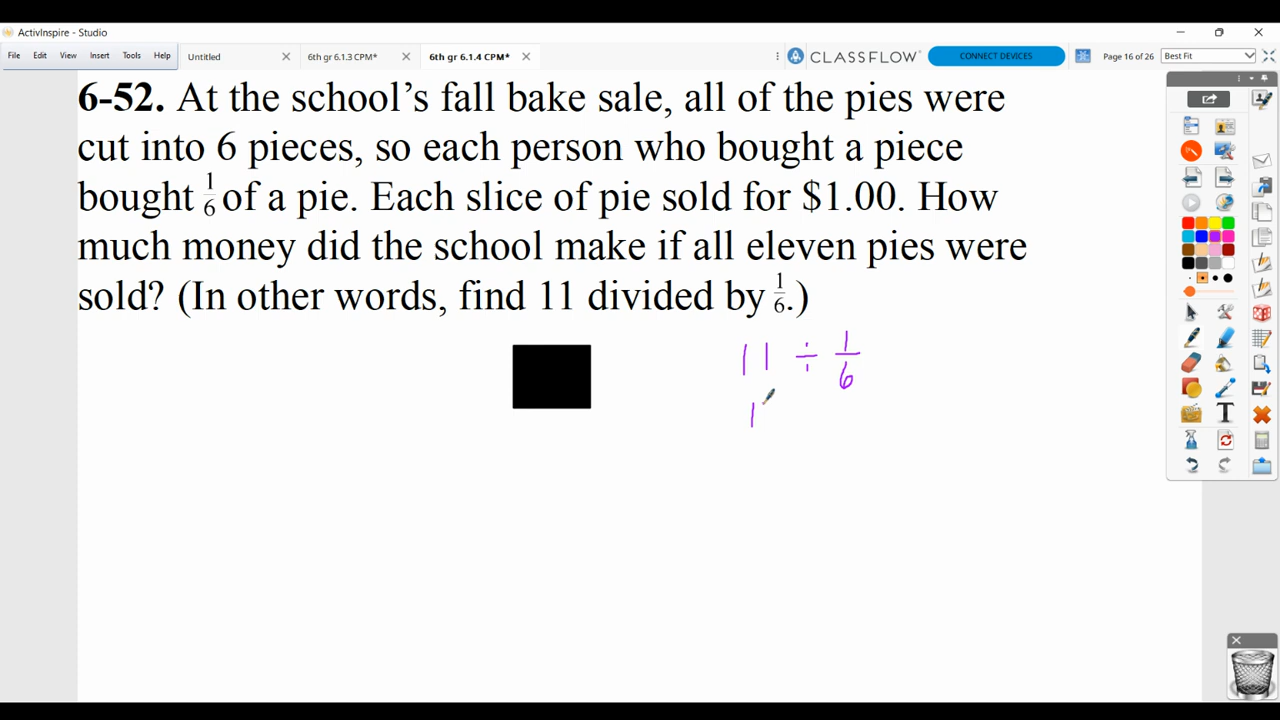 ActivInspire - Studio
File Edit View Insert Tools Help
Untitled
6th gr 6.1.3 CPM*
6th gr 6.1.4 CPM*
CLASSFLOW
CONNECT DEVICES
Page 16 of 26
Best Fit
6-52. At the school's fall bake sale, all of the pies were
cut into 6 pieces, so each person who bought a piece
bought 1/6 of a pie. Each slice of pie sold for $1.00. How
much money did the school make if all eleven pies were
sold? (In other words, find 11 divided by 1/6.)
11 ÷ 1/6
1